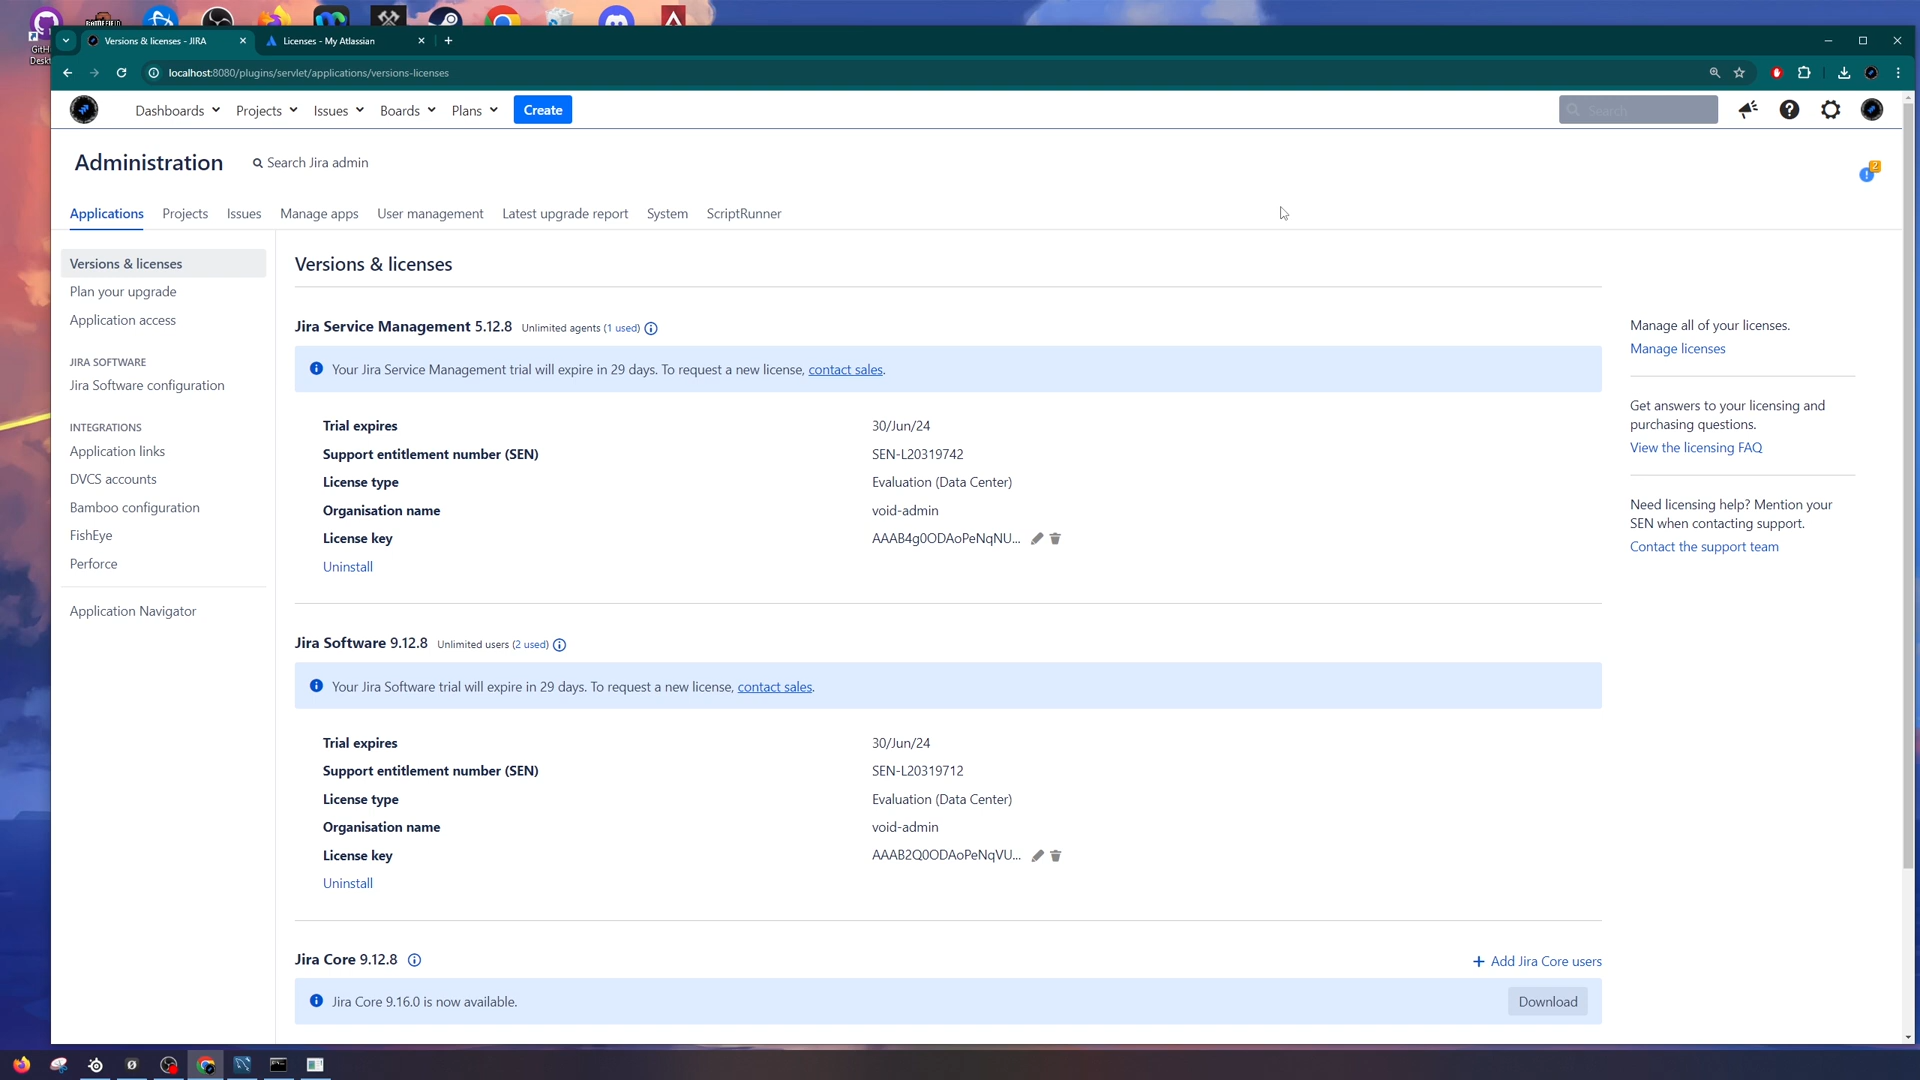 GitHub
Desktop
Versions & licenses - JIRA
Licenses - My Atlassian
localhost:8080/plugins/servlet/applications/versions-licenses
Dashboards Projects Issues Boards Plans Create
Search
Administration
Search Jira admin
2
Applications Projects Issues Manage apps User management Latest upgrade report System ScriptRunner
Versions & licenses
Plan your upgrade
Application access
JIRA SOFTWARE
Jira Software configuration
INTEGRATIONS
Application links
DVCS accounts
Bamboo configuration
FishEye
Perforce
Application Navigator
Versions & licenses
Jira Service Management 5.12.8 Unlimited agents (1 used)
Your Jira Service Management trial will expire in 29 days. To request a new license, contact sales.
Trial expires 30/Jun/24
Support entitlement number (SEN) SEN-L20319742
License type Evaluation (Data Center)
Organisation name void-admin
License key AAAB4g0ODAoPeNqNU...
Uninstall
Jira Software 9.12.8 Unlimited users (2 used)
Your Jira Software trial will expire in 29 days. To request a new license, contact sales.
Trial expires 30/Jun/24
Support entitlement number (SEN) SEN-L20319712
License type Evaluation (Data Center)
Organisation name void-admin
License key AAAB2Q0ODAoPeNqVU...
Uninstall
Jira Core 9.12.8
+ Add Jira Core users
Jira Core 9.16.0 is now available.
Download
Manage all of your licenses.
Manage licenses
Get answers to your licensing and
purchasing questions.
View the licensing FAQ
Need licensing help? Mention your
SEN when contacting support.
Contact the support team